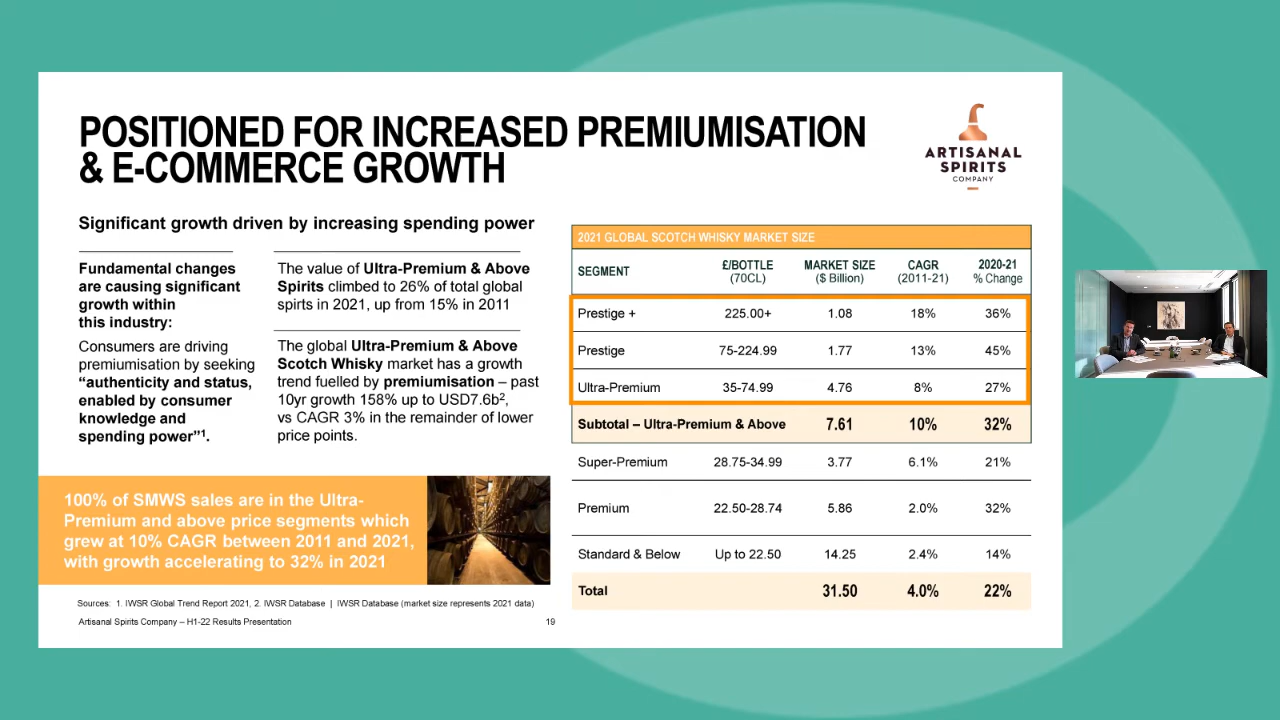 POSITIONED FOR INCREASED PREMIUMISATION
& E-COMMERCE GROWTH
ARTISANAL
SPIRITS
COMPANY
Significant growth driven by increasing spending power
Fundamental changes
are causing significant
growth within
this industry:
Consumers are driving
premiumisation by seeking
“authenticity and status,
enabled by consumer
knowledge and
spending power”¹.
The value of Ultra-Premium & Above
Spirits climbed to 26% of total global
spirts in 2021, up from 15% in 2011
The global Ultra-Premium & Above
Scotch Whisky market has a growth
trend fuelled by premiumisation – past
10yr growth 158% up to USD7.6b²,
vs CAGR 3% in the remainder of lower
price points.
100% of SMWS sales are in the Ultra-
Premium and above price segments which
grew at 10% CAGR between 2011 and 2021,
with growth accelerating to 32% in 2021
2021 GLOBAL SCOTCH WHISKY MARKET SIZE
SEGMENT £/BOTTLE (70CL) MARKET SIZE ($ Billion) CAGR (2011-21) 2020-21 % Change
Prestige + 225.00+ 1.08 18% 36%
Prestige 75-224.99 1.77 13% 45%
Ultra-Premium 35-74.99 4.76 8% 27%
Subtotal – Ultra-Premium & Above 7.61 10% 32%
Super-Premium 28.75-34.99 3.77 6.1% 21%
Premium 22.50-28.74 5.86 2.0% 32%
Standard & Below Up to 22.50 14.25 2.4% 14%
Total 31.50 4.0% 22%
Sources: 1. IWSR Global Trend Report 2021, 2. IWSR Database | IWSR Database (market size represents 2021 data)
Artisanal Spirits Company – H1-22 Results Presentation 19